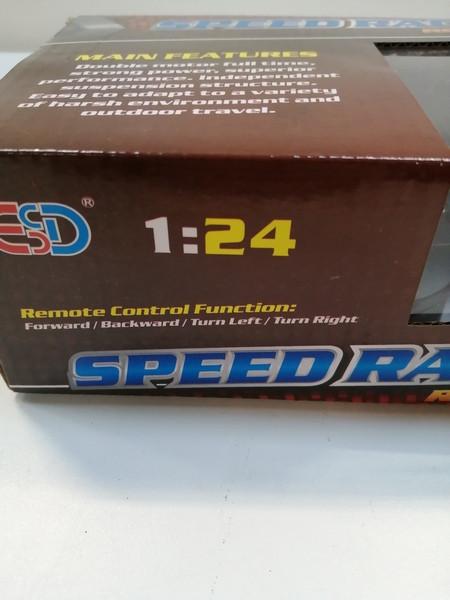 SPEED RA
MAIN FEATURES
Double motor full time,
strong power, superior
performance. Independent
suspension structure.
Easy to adapt to a variety
of harsh environment and
outdoor travel.
ESD®
1:24
Remote Control Function:
Forward / Backward / Turn Left / Turn Right
SPEED RA